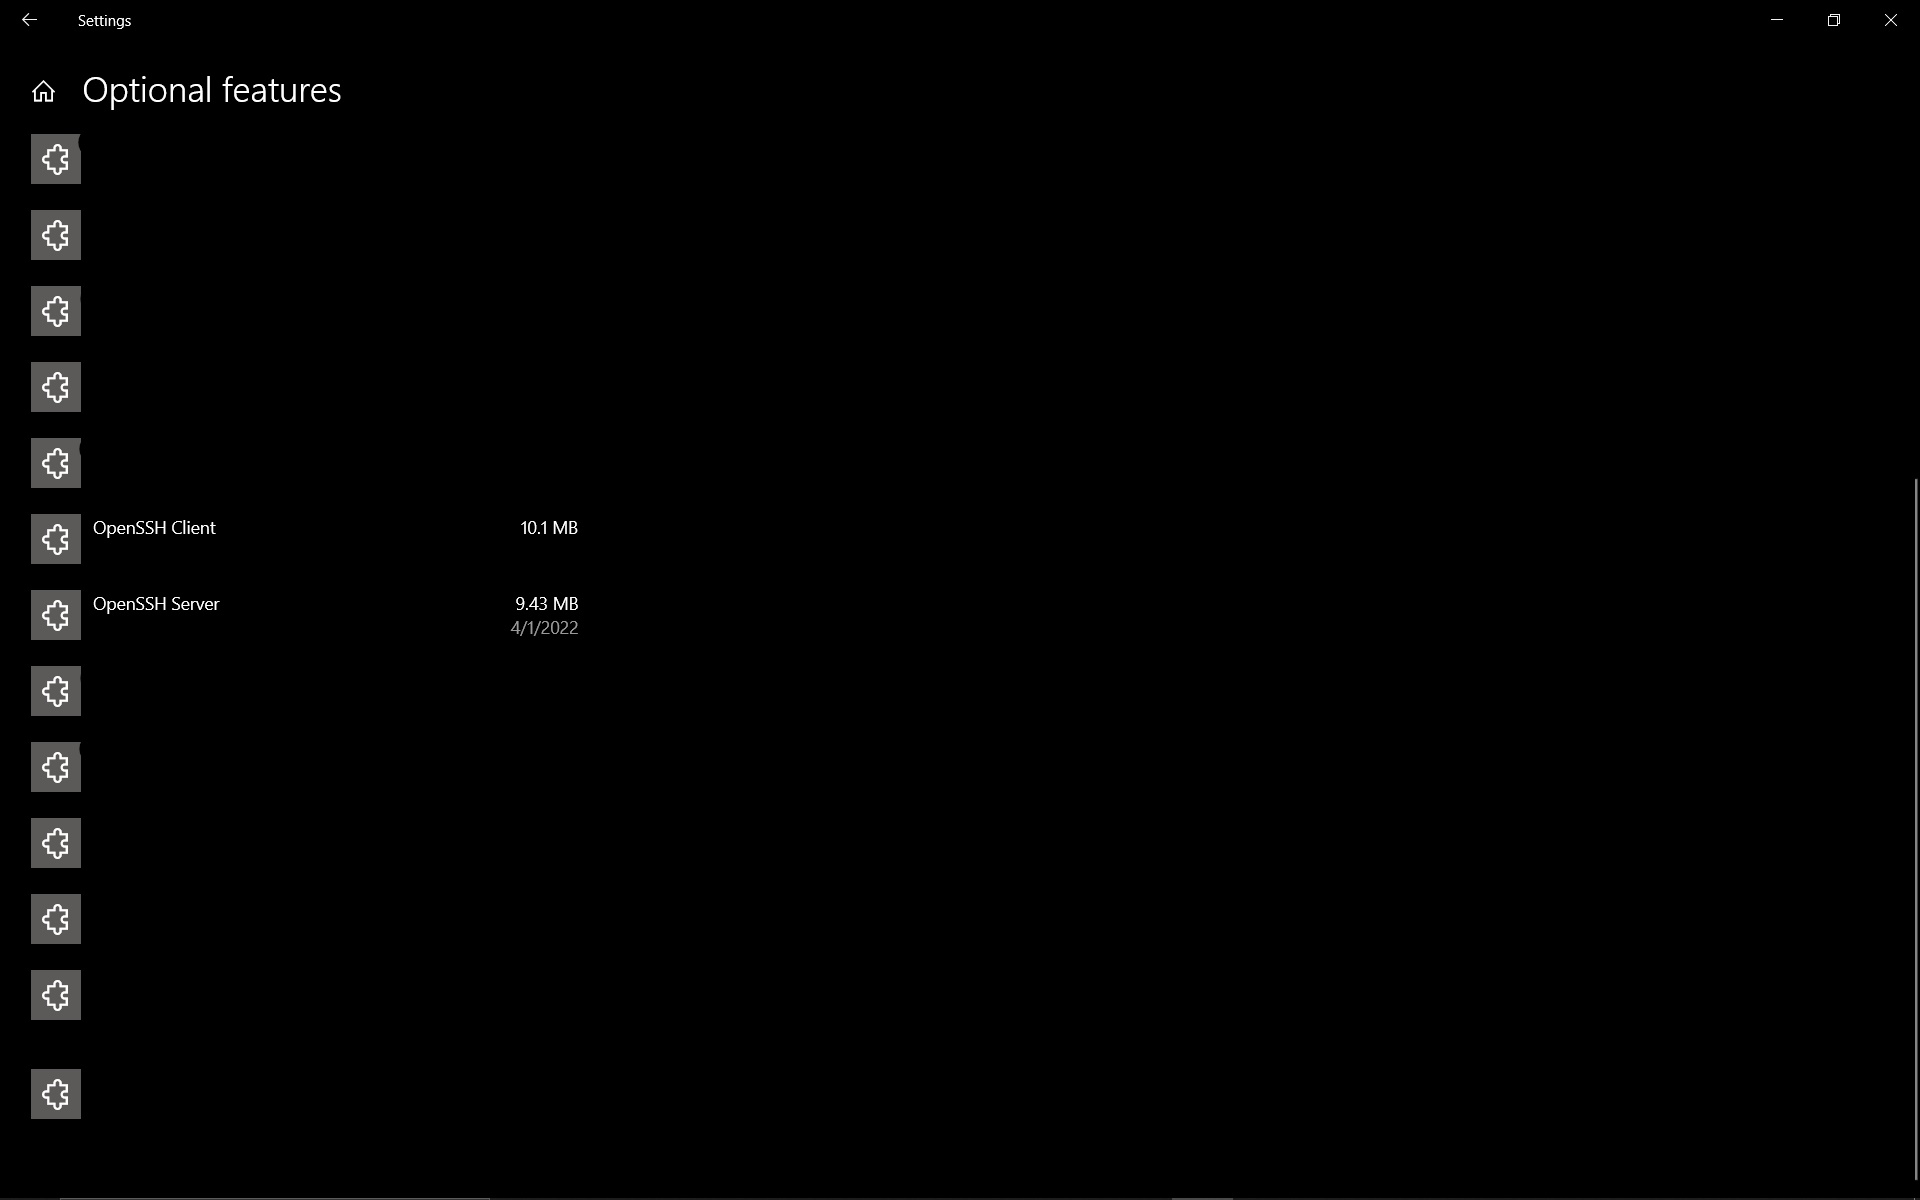 Settings
Optional features
OpenSSH Client 10.1 MB
OpenSSH Server 9.43 MB
4/1/2022